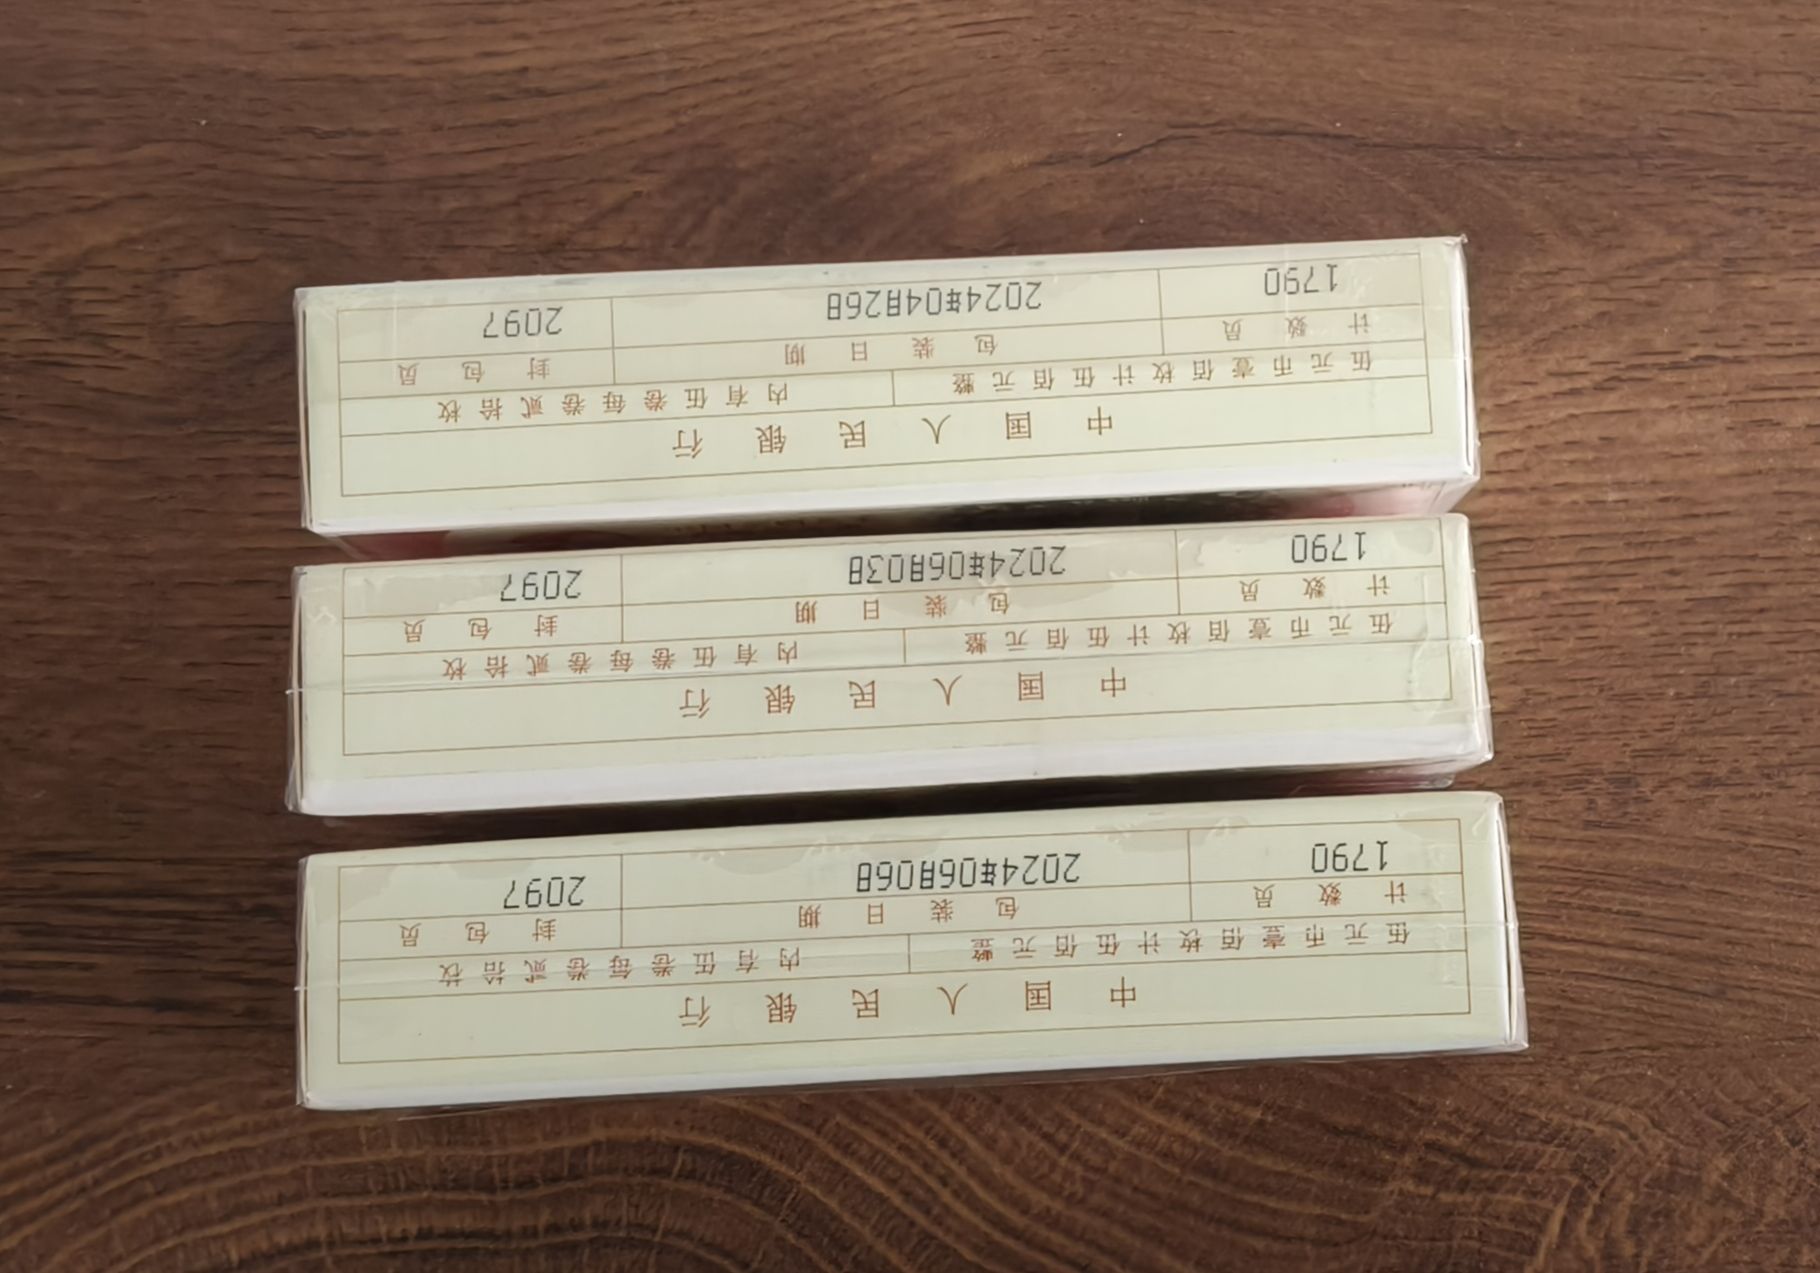 中国人民银行
伍元币壹佰枚计伍佰元整 内有伍卷每卷贰拾枚
计数员 包装日期 封包员
1790 2024年06月06日 2097
中国人民银行
伍元币壹佰枚计伍佰元整 内有伍卷每卷贰拾枚
计数员 包装日期 封包员
1790 2024年06月03日 2097
中国人民银行
伍元币壹佰枚计伍佰元整 内有伍卷每卷贰拾枚
计数员 包装日期 封包员
1790 2024年04月26日 2097